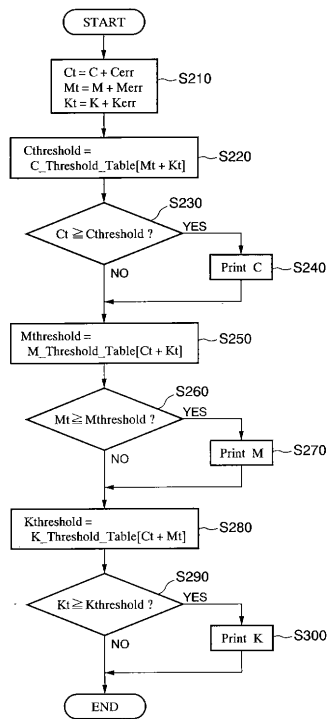 START
Ct = C + Cerr
Mt = M + Merr
Kt = K + Kerr
S210
Cthreshold =
C_Threshold_Table[Mt + Kt]
S220
S230
Ct ≧ Cthreshold ?
YES
Print C
S240
NO
Mthreshold =
M_Threshold_Table[Ct + Kt]
S250
S260
Mt ≧ Mthreshold ?
YES
Print M
S270
NO
Kthreshold =
K_Threshold_Table[Ct + Mt]
S280
S290
Kt ≧ Kthreshold ?
YES
Print K
S300
NO
END